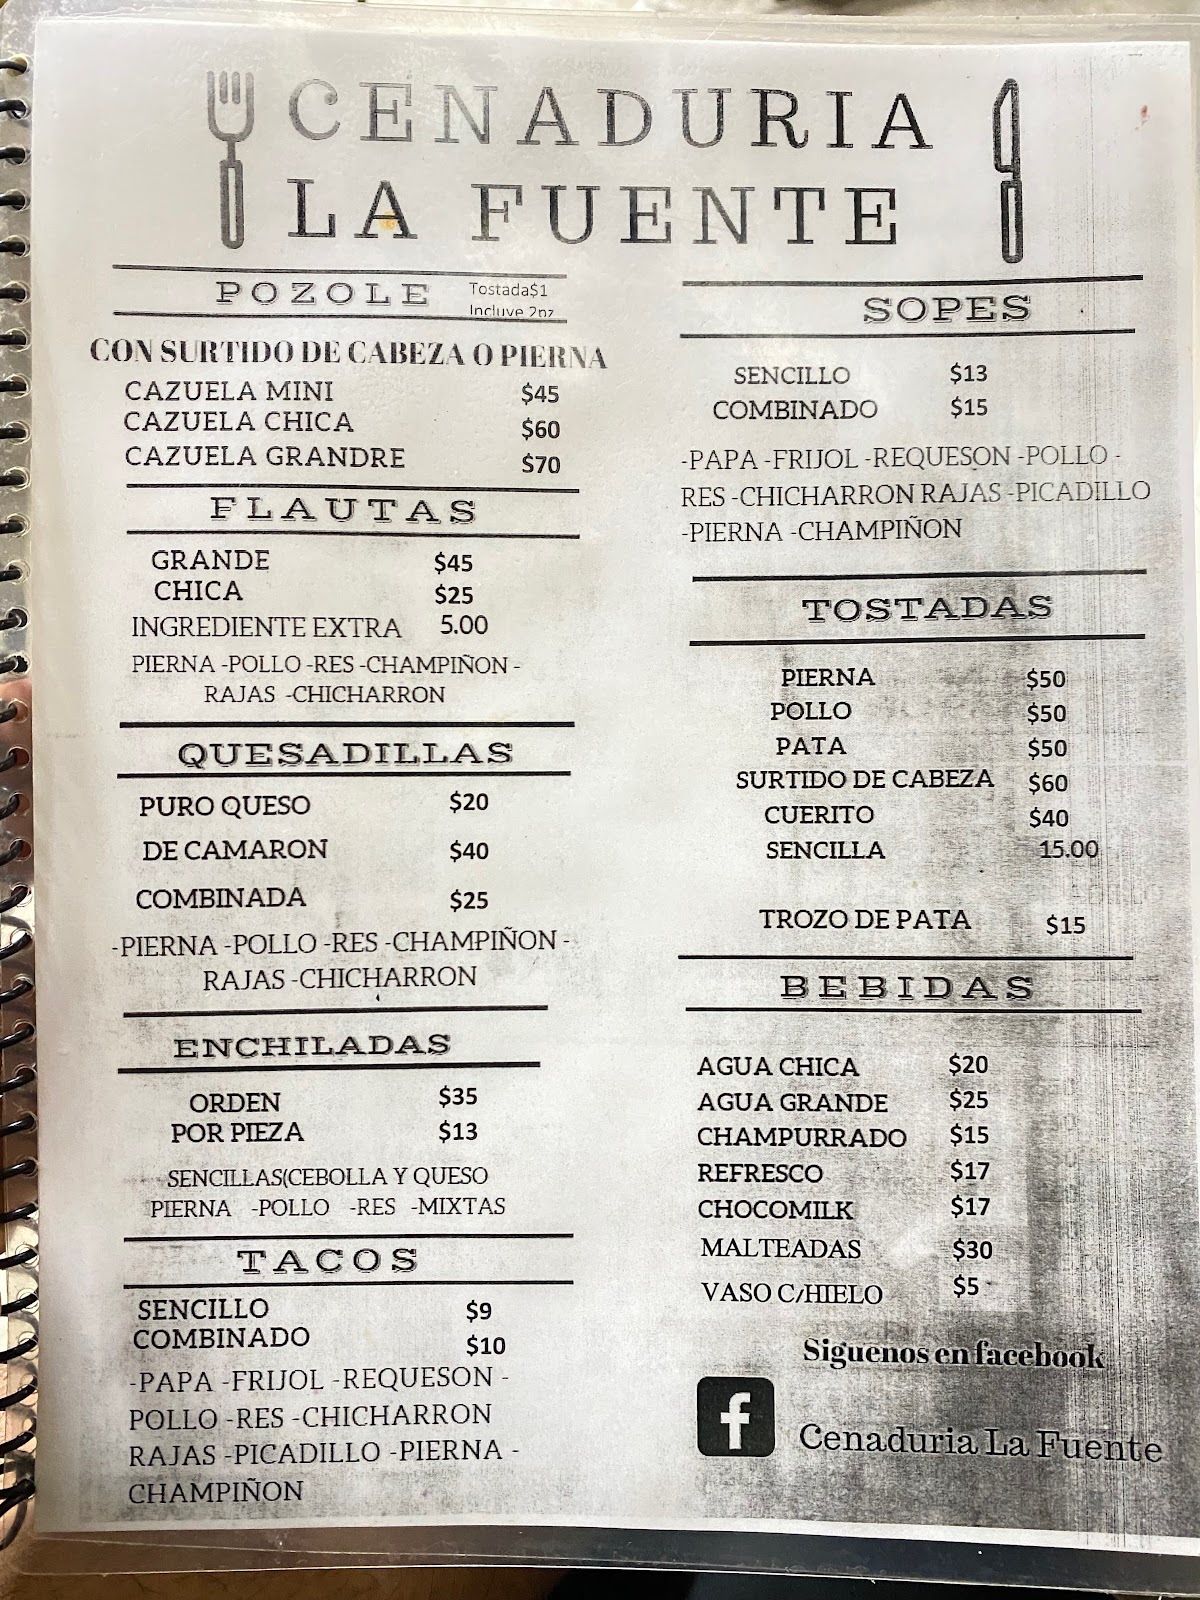 CENADURIA
LA FUENTE
POZOLE
Tostada$1
Incluye 2pz
CON SURTIDO DE CABEZA O PIERNA
CAZUELA MINI $45
CAZUELA CHICA $60
CAZUELA GRANDRE $70
FLAUTAS
GRANDE $45
CHICA $25
INGREDIENTE EXTRA 5.00
PIERNA -POLLO -RES -CHAMPIÑON -
RAJAS -CHICHARRON
QUESADILLAS
PURO QUESO $20
DE CAMARON $40
COMBINADA $25
-PIERNA -POLLO -RES -CHAMPIÑON -
RAJAS -CHICHARRON
ENCHILADAS
ORDEN $35
POR PIEZA $13
SENCILLAS(CEBOLLA Y QUESO
PIERNA -POLLO -RES -MIXTAS
TACOS
SENCILLO $9
COMBINADO $10
-PAPA -FRIJOL -REQUESON -
POLLO -RES -CHICHARRON
RAJAS -PICADILLO -PIERNA -
CHAMPIÑON
SOPES
SENCILLO $13
COMBINADO $15
-PAPA -FRIJOL -REQUESON -POLLO -
RES -CHICHARRON RAJAS -PICADILLO
-PIERNA -CHAMPIÑON
TOSTADAS
PIERNA $50
POLLO $50
PATA $50
SURTIDO DE CABEZA $60
CUERITO $40
SENCILLA 15.00
TROZO DE PATA $15
BEBIDAS
AGUA CHICA $20
AGUA GRANDE $25
CHAMPURRADO $15
REFRESCO $17
CHOCOMILK $17
MALTEADAS $30
VASO C/HIELO $5
Siguenos en facebook
f
Cenaduria La Fuente